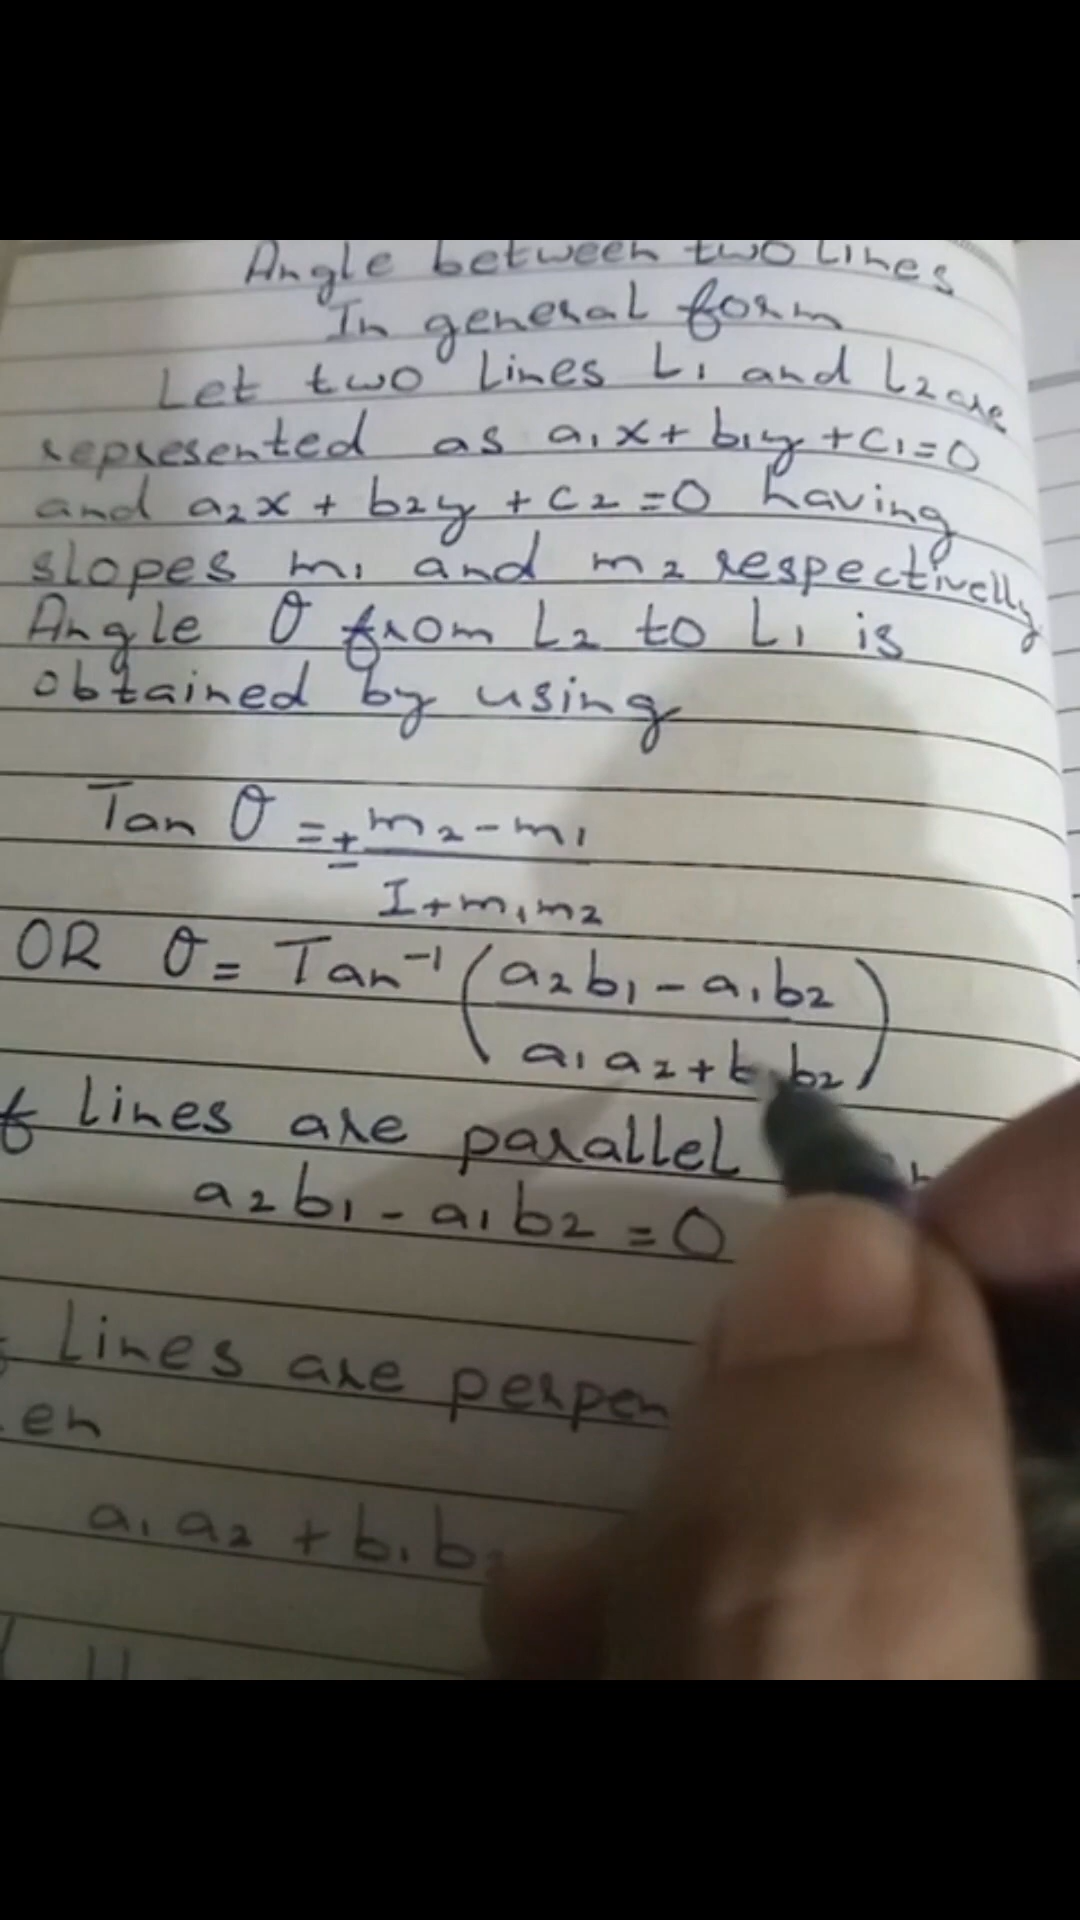 Angle between two Lines
In general form
Let two Lines L₁ and L₂ are
represented as a₁x + b₁y + c₁ = 0
and a₂x + b₂y + c₂ = 0 having
slopes m₁ and m₂ respectivelly
Angle θ from L₂ to L₁ is
obtained by using
Tan θ = ± m₂ - m₁
I + m₁m₂
OR θ = Tan⁻¹ (a₂b₁ - a₁b₂
a₁a₂ + b b₂)
f lines are parallel
a₂b₁ - a₁b₂ = 0
Lines are perpen
en
a₁a₂ + b₁b₂